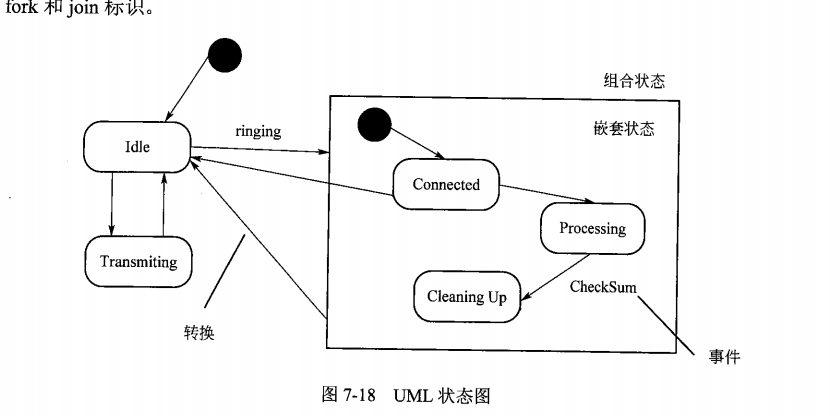 fork 和 join 标识。
组合状态
ringing
嵌套状态
Idle
Connected
Processing
Transmiting
CheckSum
Cleaning Up
转换
事件
图 7-18 UML 状态图